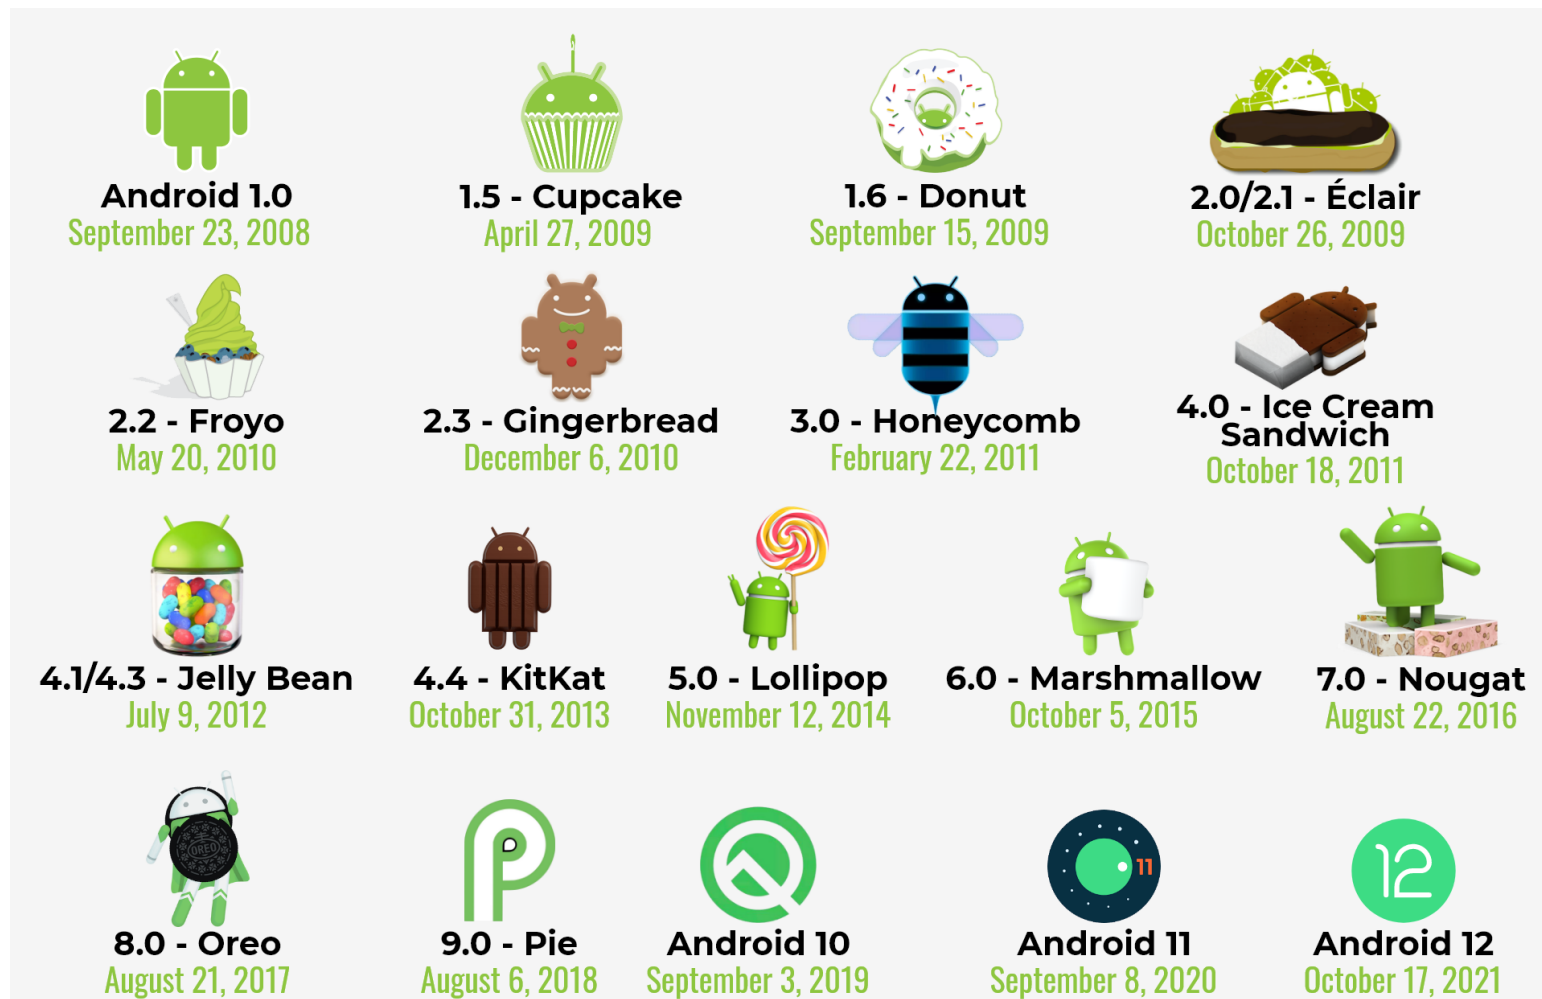 Android 1.0
September 23, 2008
1.5 - Cupcake
April 27, 2009
1.6 - Donut
September 15, 2009
2.0/2.1 - Éclair
October 26, 2009
2.2 - Froyo
May 20, 2010
2.3 - Gingerbread
December 6, 2010
3.0 - Honeycomb
February 22, 2011
4.0 - Ice Cream
Sandwich
October 18, 2011
4.1/4.3 - Jelly Bean
July 9, 2012
4.4 - KitKat
October 31, 2013
5.0 - Lollipop
November 12, 2014
6.0 - Marshmallow
October 5, 2015
7.0 - Nougat
August 22, 2016
OREO
8.0 - Oreo
August 21, 2017
9.0 - Pie
August 6, 2018
Android 10
September 3, 2019
11
Android 11
September 8, 2020
12
Android 12
October 17, 2021